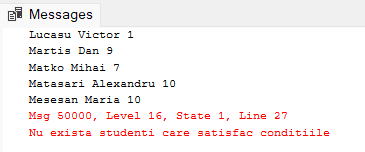 Messages
Lucasu Victor 1
Martis Dan 9
Matko Mihai 7
Matasari Alexandru 10
Mesesan Maria 10
Msg 50000, Level 16, State 1, Line 27
Nu exista studenti care satisfac conditiile